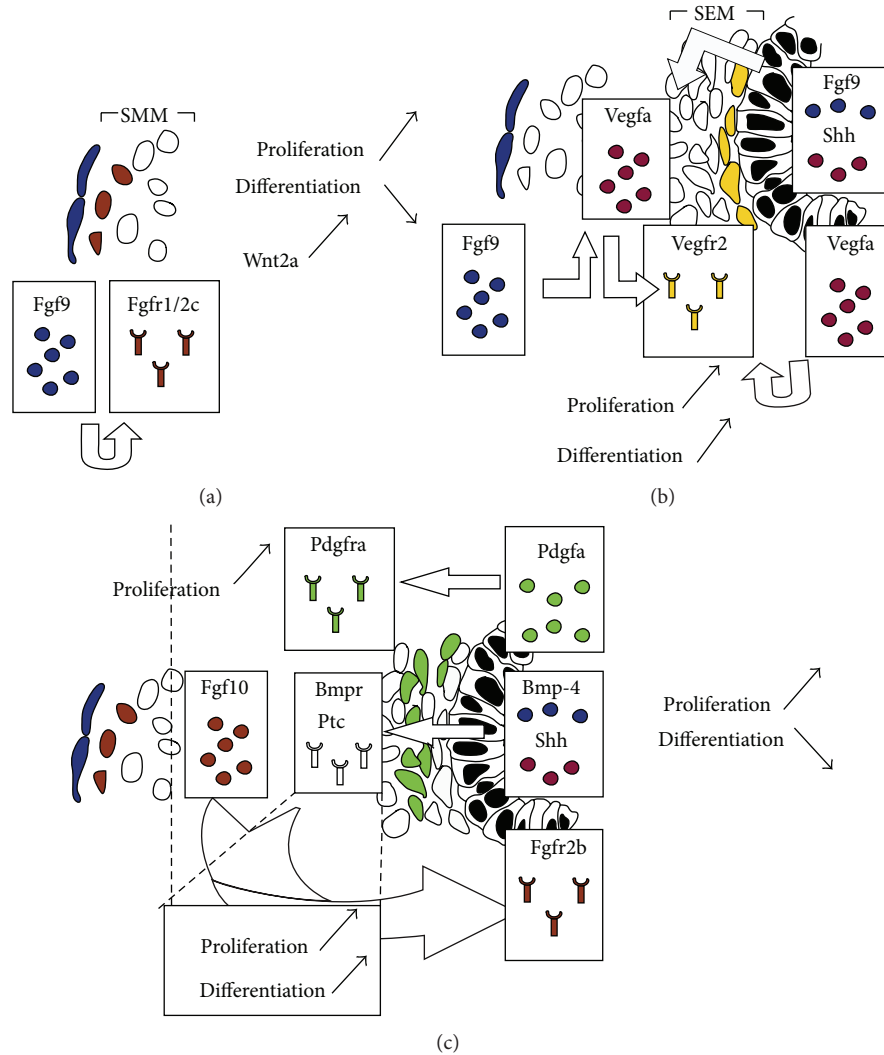 SMM
Proliferation
Differentiation
Wnt2a
Fgf9
Fgfr1/2c
(a)
SEM
Vegfa
Fgf9
Shh
Fgf9
Vegfr2
Vegfa
Proliferation
Differentiation
(b)
Pdgfra
Pdgfa
Proliferation
Fgf10
Bmpr
Ptc
Bmp-4
Shh
Proliferation
Differentiation
Fgfr2b
Proliferation
Differentiation
(c)